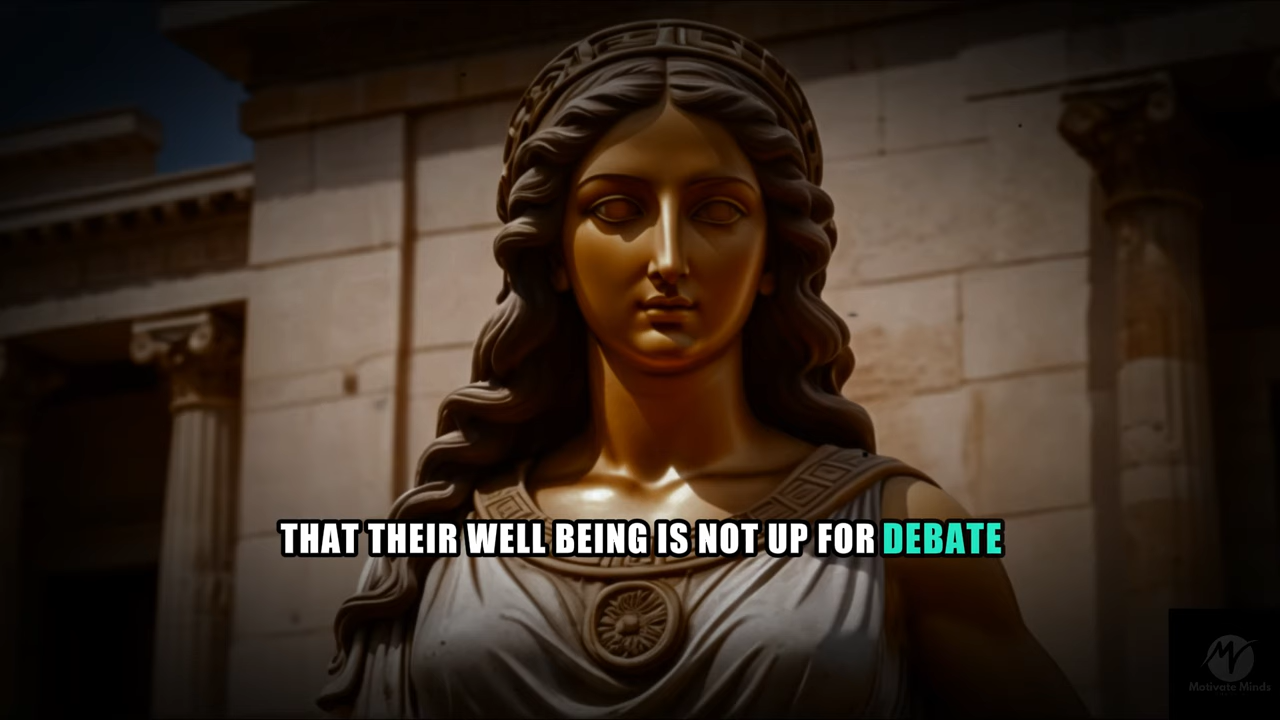 THAT THEIR WELL BEING IS NOT UP FOR DEBATE
Motivate Minds